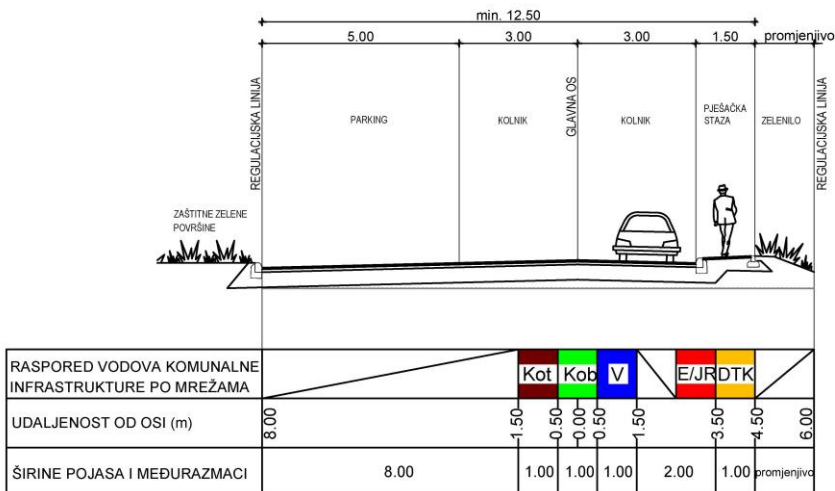 min. 12.50
5.00 3.00 3.00 1.50 promjenjivo
REGULACIJSKA LINIJA
PARKING
KOLNIK
GLAVNA OS
KOLNIK
PJEŠAČKA
STAZA
ZELENILO
REGULACIJSKA LINIJA
ZAŠTITNE ZELENE
POVRŠINE
RASPORED VODOVA KOMUNALNE
INFRASTRUKTURE PO MREŽAMA
Kot Kob V E/JR DTK
UDALJENOST OD OSI (m)
8.00 1.50 0.50 0.00 0.50 1.50 3.50 4.50 6.00
ŠIRINE POJASA I MEĐURAZMACI
8.00 1.00 1.00 1.00 2.00 1.00 promjenjivo